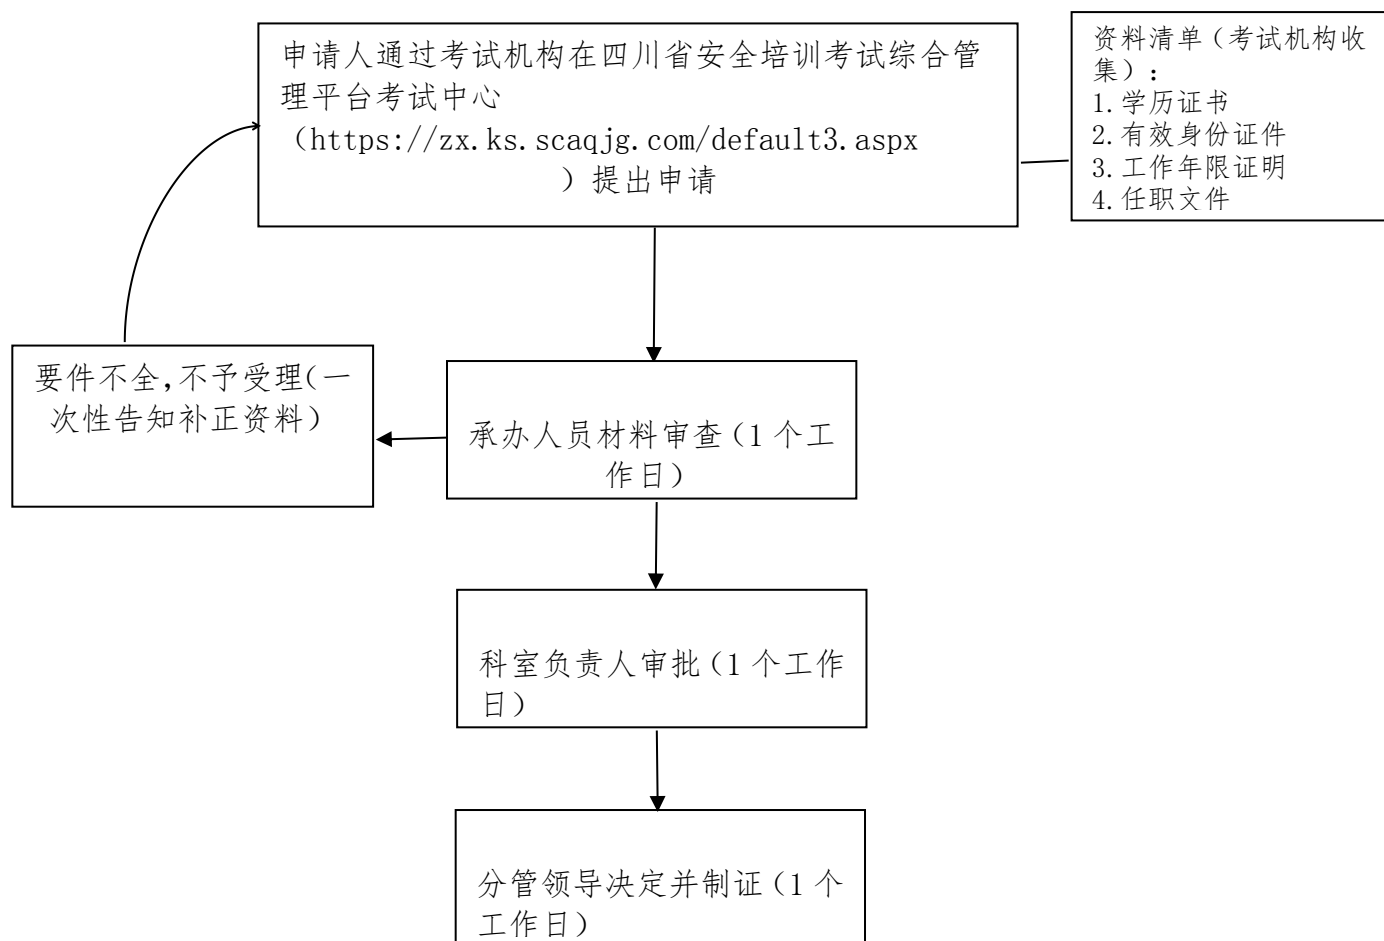 申请人通过考试机构在四川省安全培训考试综合管
理平台考试中心
（https://zx.ks.scaqjg.com/default3.aspx
）提出申请
资料清单（考试机构收
集）：
1.学历证书
2.有效身份证件
3.工作年限证明
4.任职文件
要件不全,不予受理(一
次性告知补正资料）
承办人员材料审查（1个工
作日）
科室负责人审批（1个工作
日）
分管领导决定并制证（1个
工作日）